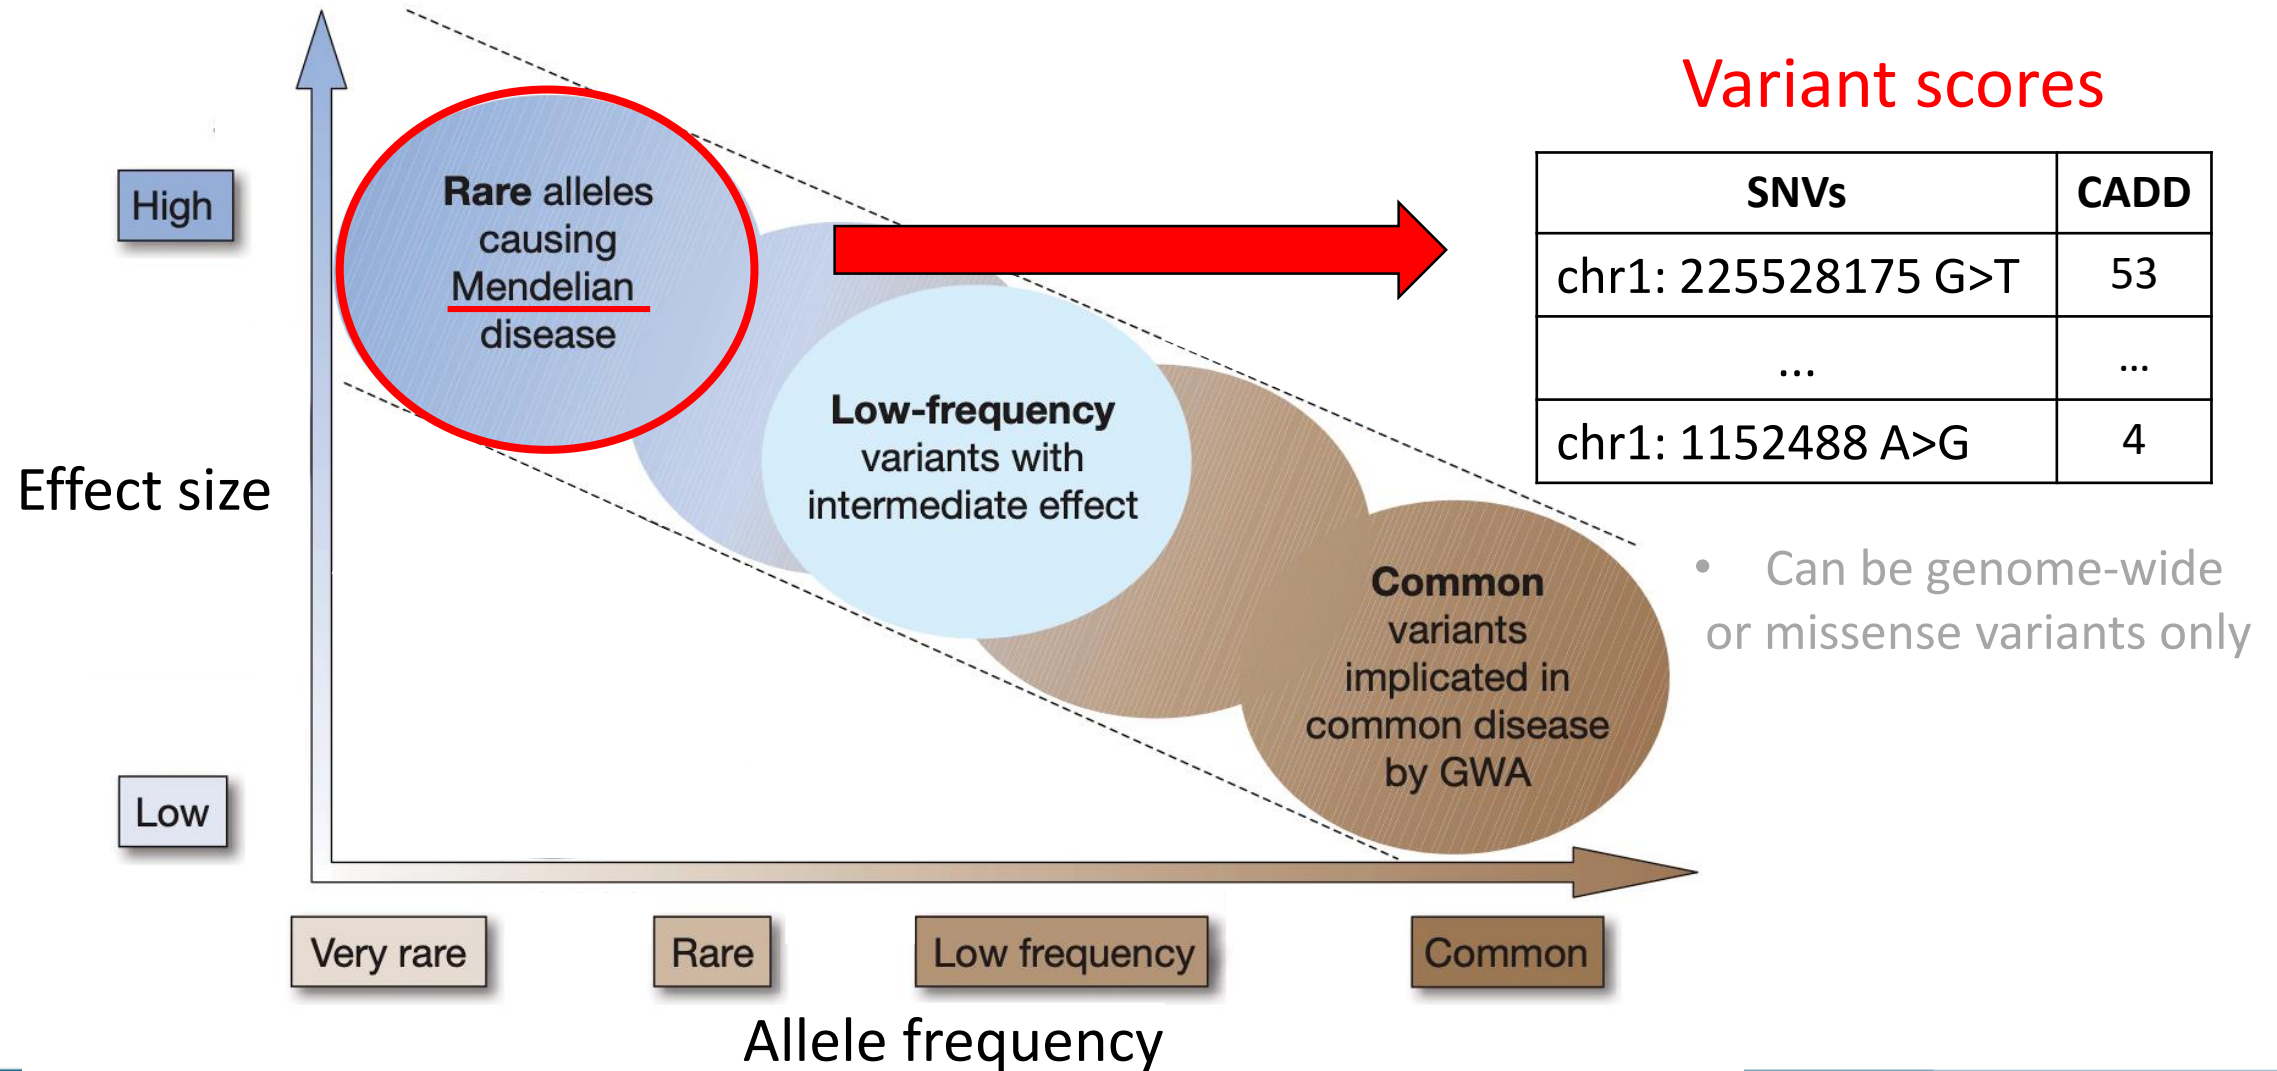 Variant scores
SNVs CADD
chr1: 225528175 G>T 53
... ...
chr1: 1152488 A>G 4
• Can be genome-wide
or missense variants only
Effect size
High
Low
Rare alleles
causing
Mendelian
disease
Low-frequency
variants with
intermediate effect
Common
variants
implicated in
common disease
by GWA
Very rare
Rare
Low frequency
Common
Allele frequency